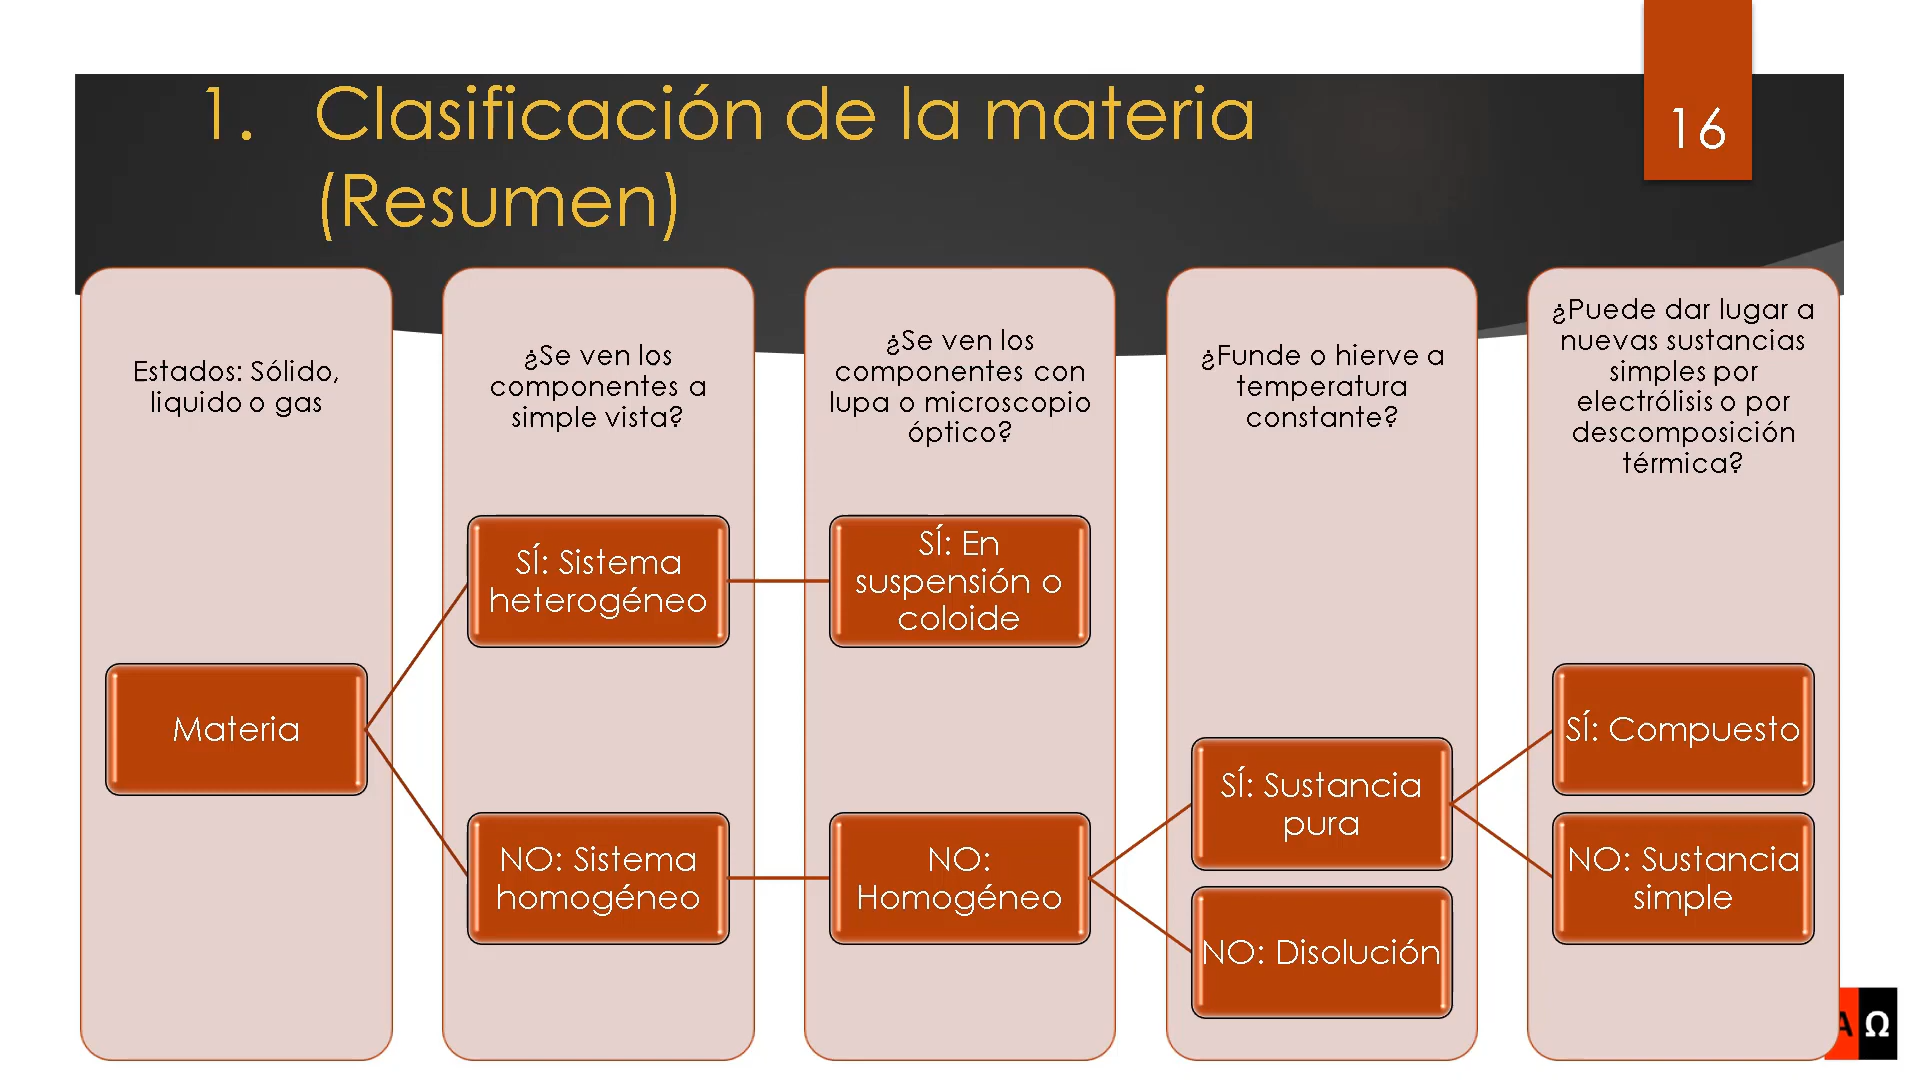 1. Clasificación de la materia
(Resumen)
16
Estados: Sólido,
liquido o gas
¿Se ven los
componentes a
simple vista?
¿Se ven los
componentes con
lupa o microscopio
óptico?
¿Funde o hierve a
temperatura
constante?
¿Puede dar lugar a
nuevas sustancias
simples por
electrólisis o por
descomposición
térmica?
Materia
SÍ: Sistema
heterogéneo
NO: Sistema
homogéneo
SÍ: En
suspensión o
coloide
NO:
Homogéneo
SÍ: Sustancia
pura
NO: Disolución
SÍ: Compuesto
NO: Sustancia
simple
A Ω